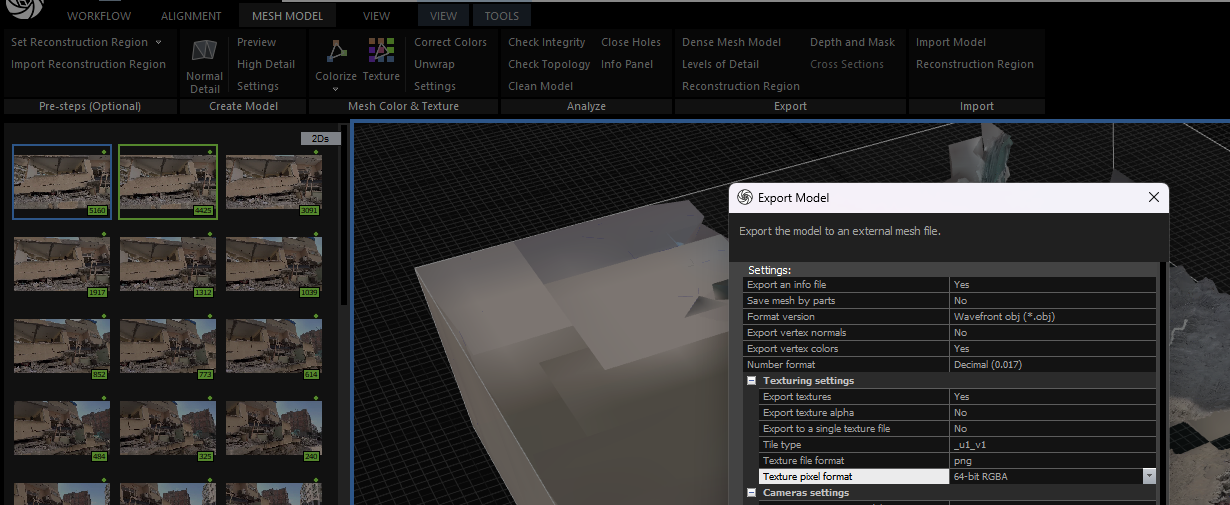 WORKFLOW ALIGNMENT MESH MODEL VIEW VIEW TOOLS
Set Reconstruction Region
Import Reconstruction Region
Pre-steps (Optional)
Normal Detail
Preview
High Detail
Settings
Create Model
Colorize
Texture
Correct Colors
Unwrap
Settings
Mesh Color & Texture
Check Integrity
Check Topology
Clean Model
Close Holes
Info Panel
Analyze
Dense Mesh Model
Levels of Detail
Reconstruction Region
Depth and Mask
Cross Sections
Export
Import Model
Reconstruction Region
Import
2Ds
5160 4425 3091
1917 1312 1039
852 773 614
484 325 240
Export Model
Export the model to an external mesh file.
Settings:
Export an info file Yes
Save mesh by parts No
Format version Wavefront obj (*.obj)
Export vertex normals No
Export vertex colors Yes
Number format Decimal (0.017)
Texturing settings
Export textures Yes
Export texture alpha No
Export to a single texture file No
Tile type _u1_v1
Texture file format png
Texture pixel format 64-bit RGBA
Cameras settings